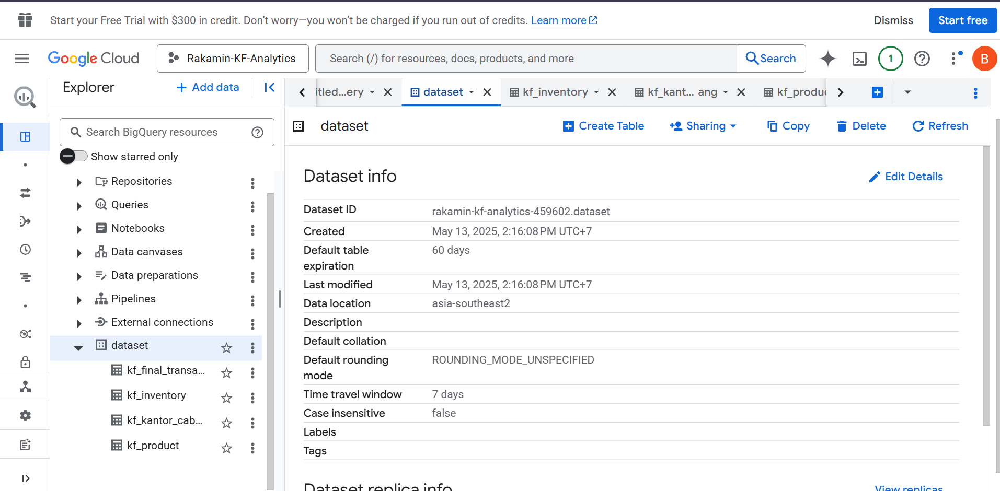 Start your Free Trial with $300 in credit. Don't worry—you won't be charged if you run out of credits. Learn more
Dismiss
Start free
Google Cloud
Rakamin-KF-Analytics
Search (/) for resources, docs, products, and more
Search
1
B
Explorer
+ Add data
itled...ery
dataset
kf_inventory
kf_kant... ang
kf_produc
Search BigQuery resources
Show starred only
Repositories
Queries
Notebooks
Data canvases
Data preparations
Pipelines
External connections
dataset
kf_final_transa...
kf_inventory
kf_kantor_cab...
kf_product
dataset
Create Table
Sharing
Copy
Delete
Refresh
Dataset info
Edit Details
Dataset ID rakamin-kf-analytics-459602.dataset
Created May 13, 2025, 2:16:08 PM UTC+7
Default table 60 days
expiration
Last modified May 13, 2025, 2:16:08 PM UTC+7
Data location asia-southeast2
Description
Default collation
Default rounding ROUNDING_MODE_UNSPECIFIED
mode
Time travel window 7 days
Case insensitive false
Labels
Tags
Dataset replica info
View replicas